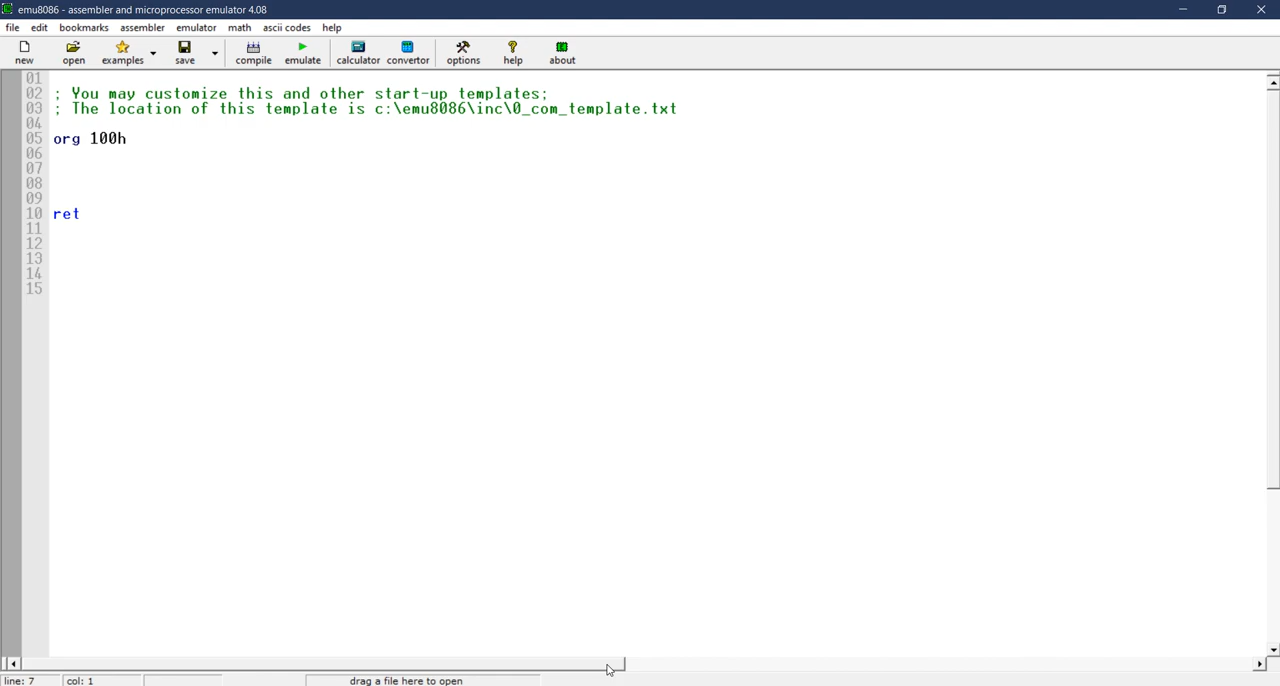 emu8086 - assembler and microprocessor emulator 4.08
file edit bookmarks assembler emulator math ascii codes help
new open examples save compile emulate calculator convertor options help about
01
02 ; You may customize this and other start-up templates;
03 ; The location of this template is c:\emu8086\inc\0_com_template.txt
04
05 org 100h
06
07
08
09
10 ret
11
12
13
14
15
line: 7 col: 1 drag a file here to open